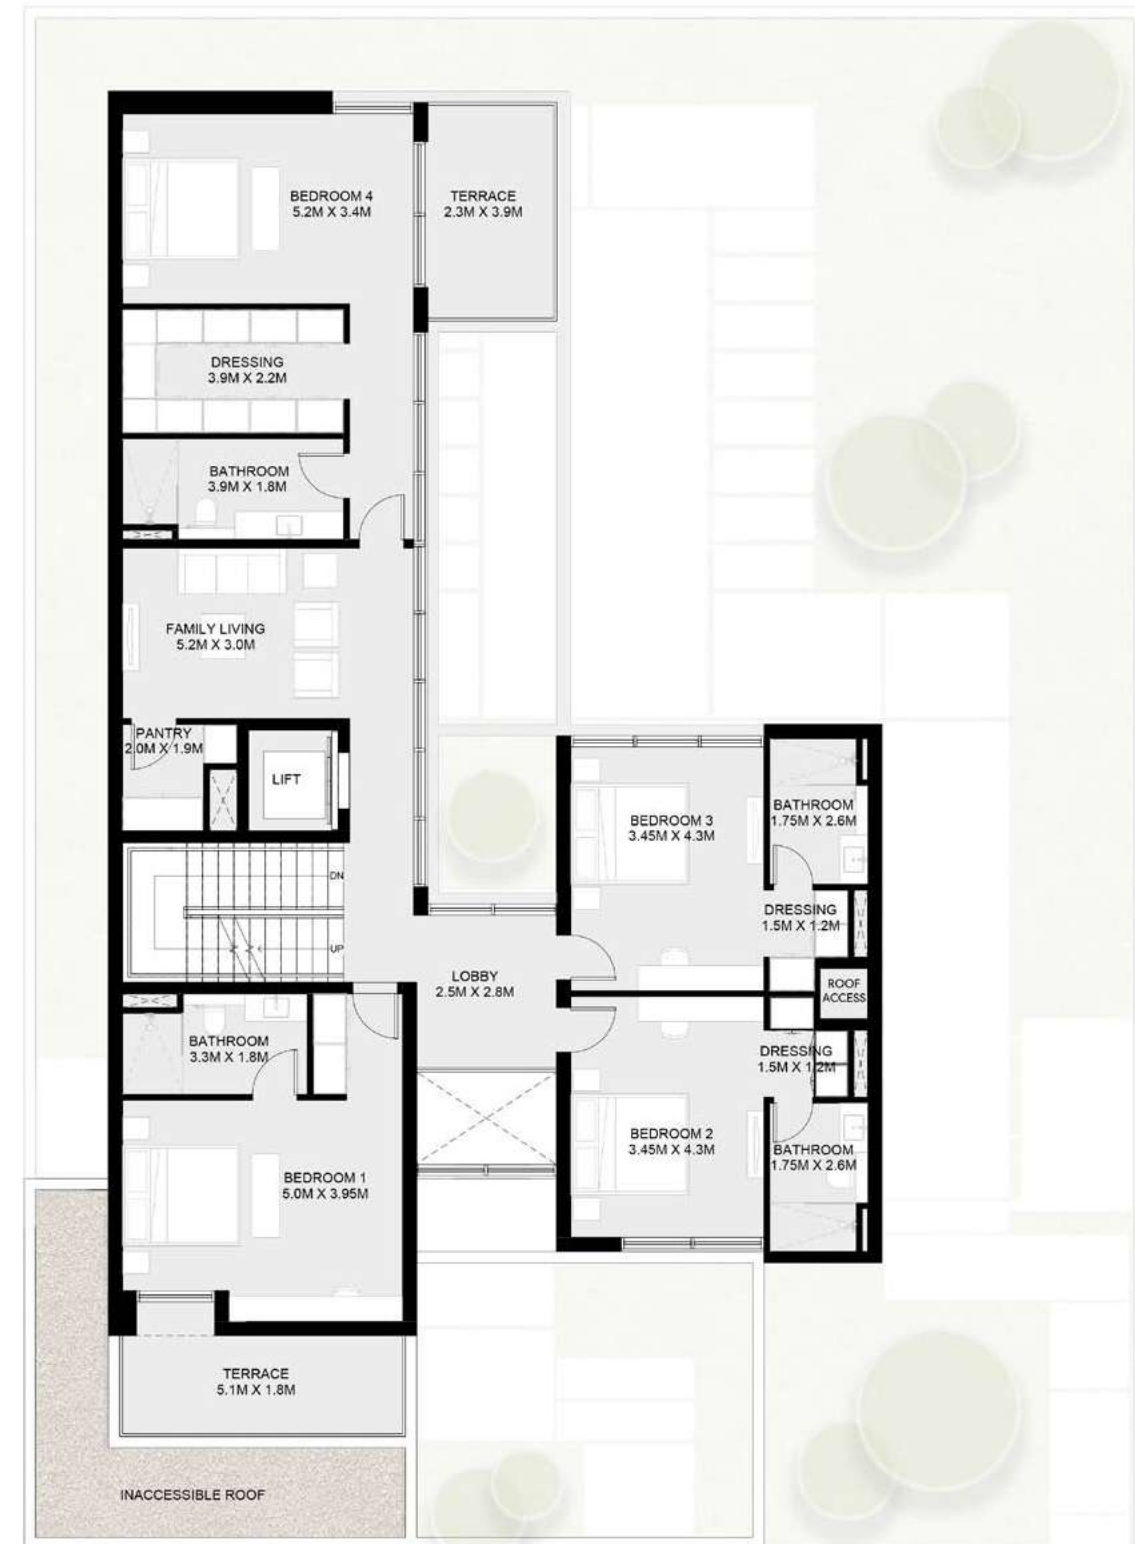 BEDROOM 4
5.2M X 3.4M
TERRACE
2.3M X 3.9M
DRESSING
3.9M X 2.2M
BATHROOM
3.9M X 1.8M
FAMILY LIVING
5.2M X 3.0M
PANTRY
2.0M X 1.9M
LIFT
BEDROOM 3
3.45M X 4.3M
BATHROOM
1.75M X 2.6M
DN
UP
DRESSING
1.5M X 1.2M
LOBBY
2.5M X 2.8M
ROOF
ACCESS
BATHROOM
3.3M X 1.8M
DRESSING
1.5M X 1.2M
BEDROOM 2
3.45M X 4.3M
BATHROOM
1.75M X 2.6M
BEDROOM 1
5.0M X 3.95M
TERRACE
5.1M X 1.8M
INACCESSIBLE ROOF